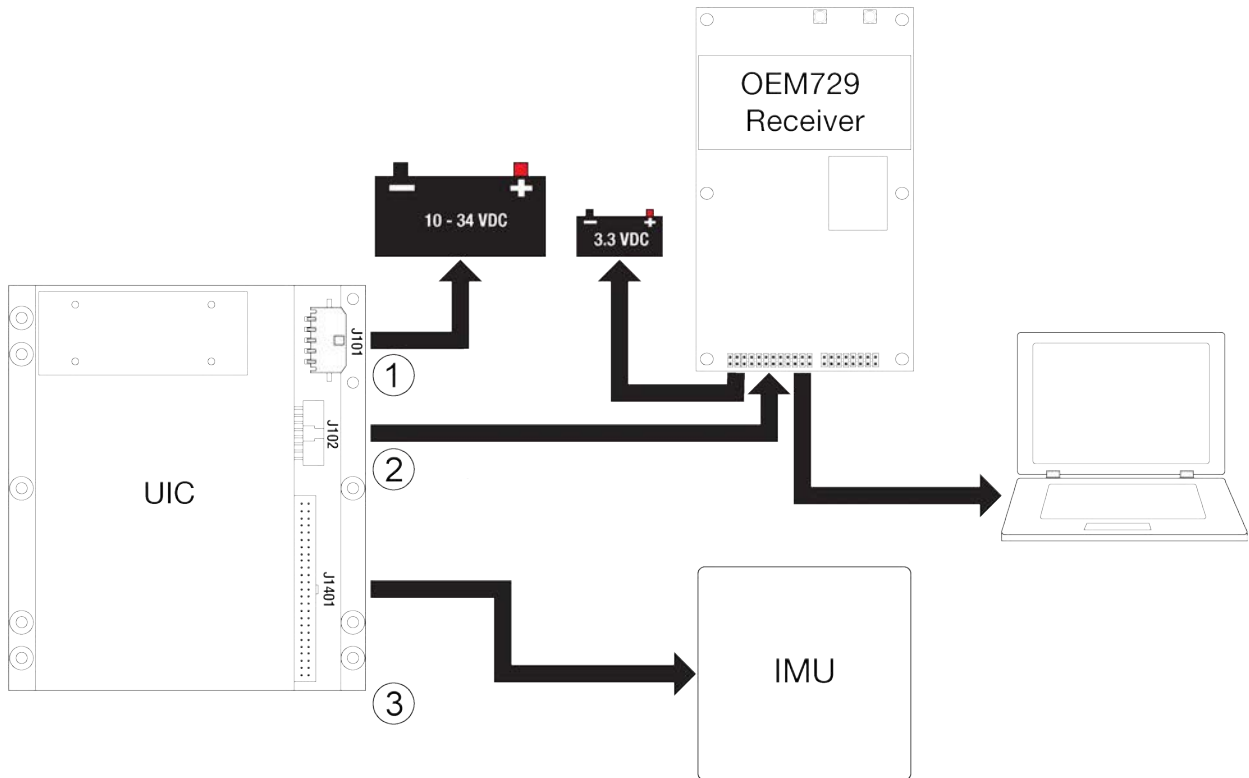 OEM729
Receiver
− +
10 - 34 VDC
− +
3.3 VDC
J101
1
J102
2
UIC
J1401
IMU
3